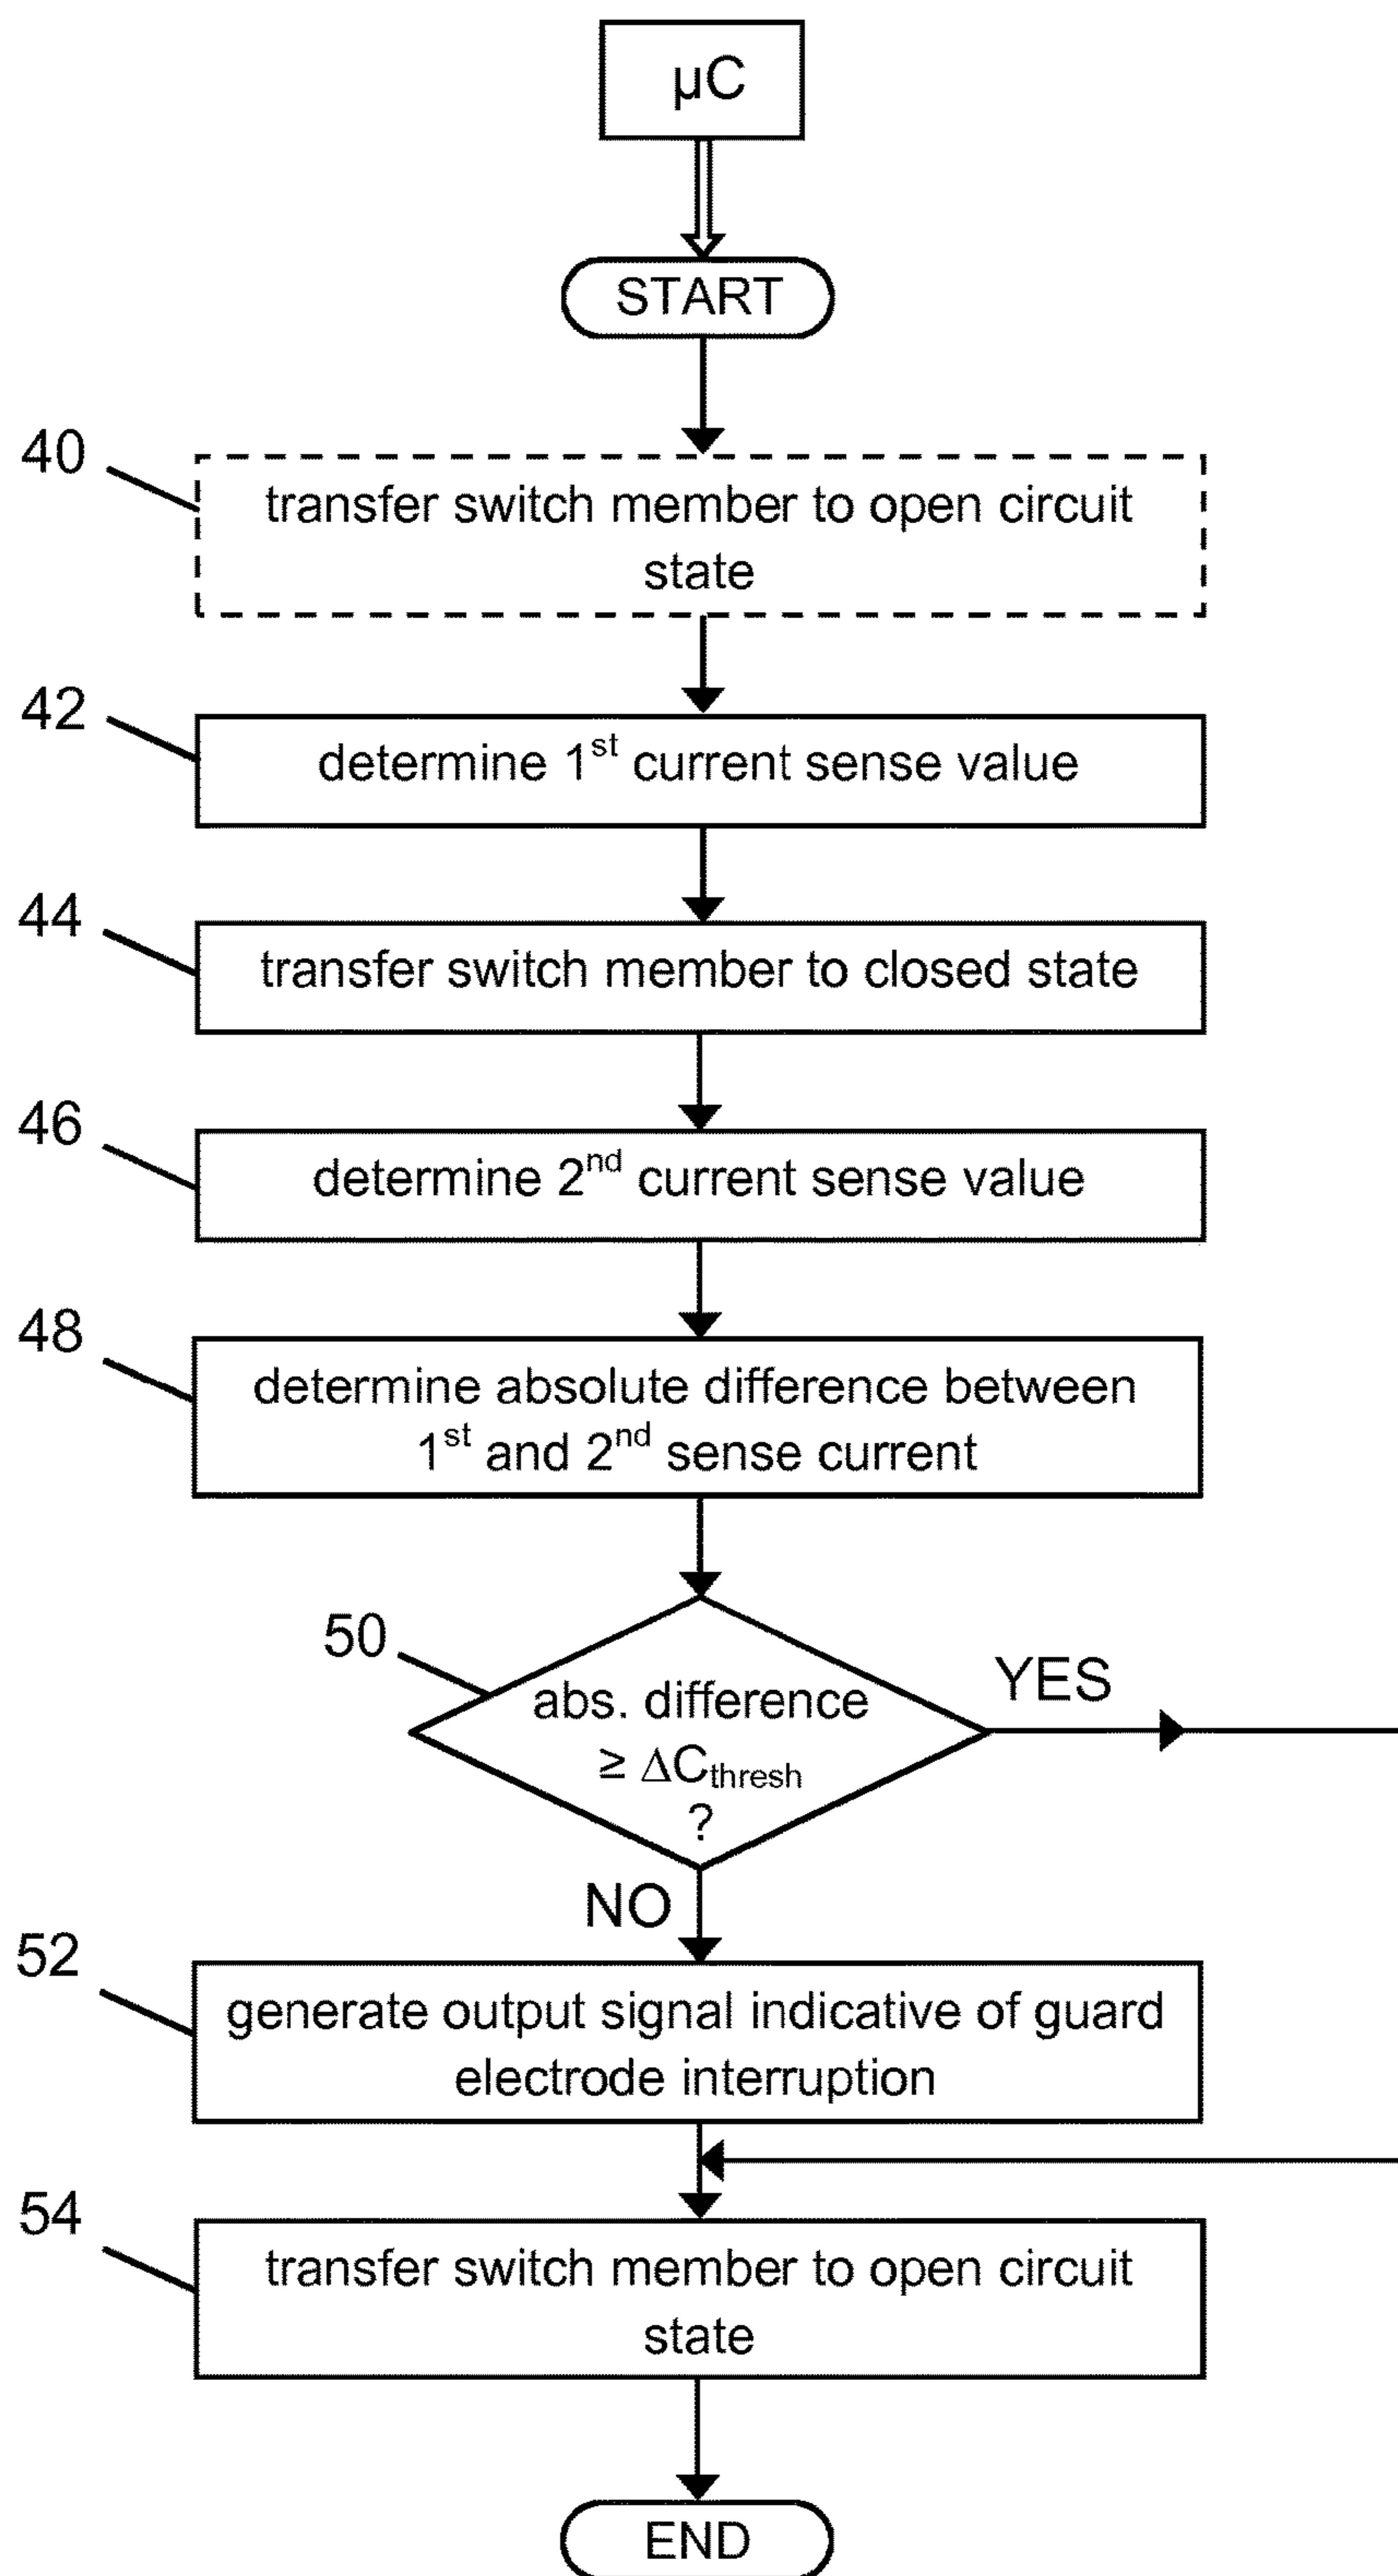 µC
START
40
transfer switch member to open circuit
state
42
determine 1st current sense value
44
transfer switch member to closed state
46
determine 2nd current sense value
48
determine absolute difference between
1st and 2nd sense current
50
abs. difference
≥ ΔCthresh
?
YES
NO
52
generate output signal indicative of guard
electrode interruption
54
transfer switch member to open circuit
state
END